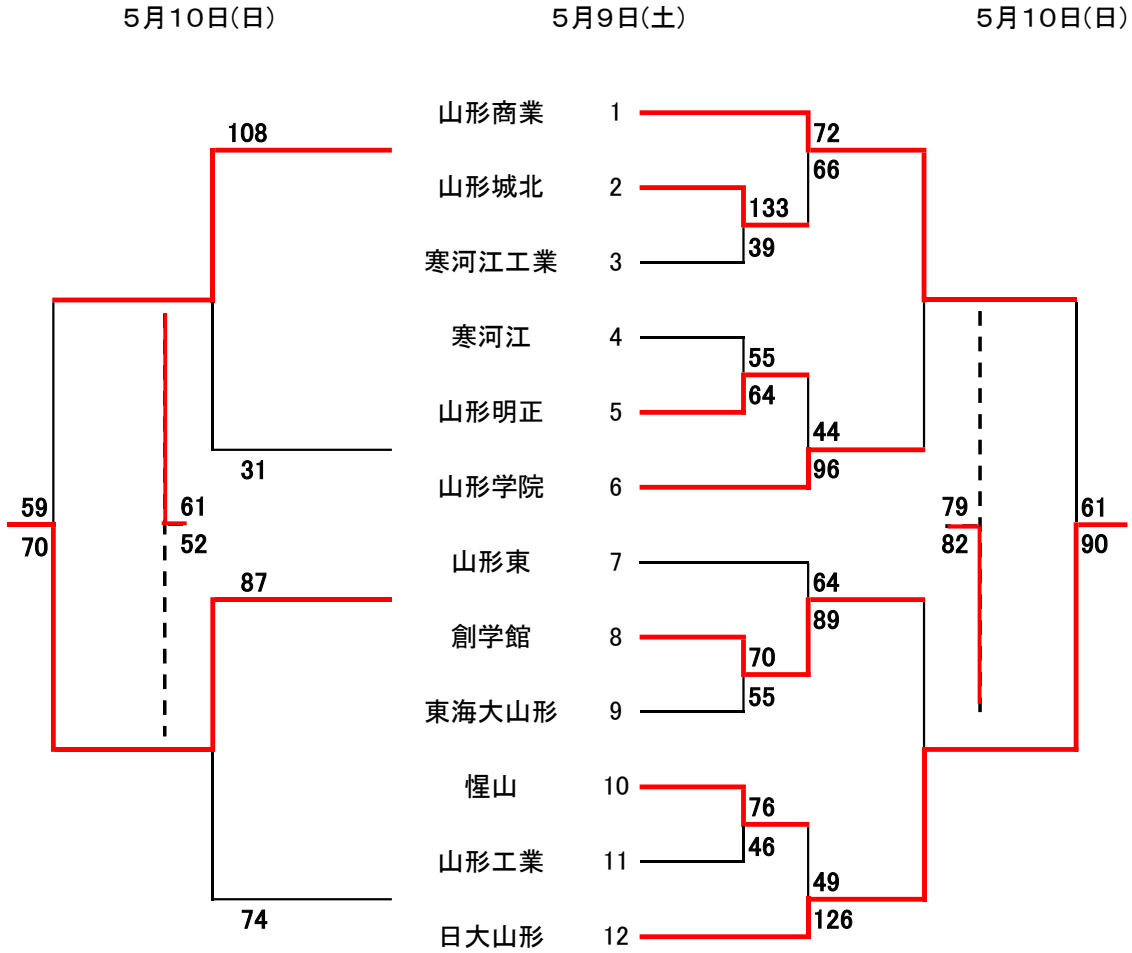 5月10日(日) 5月9日(土) 5月10日(日)
山形商業 1
108 72
66
山形城北 2
133
39
寒河江工業 3
寒河江 4
55
64
山形明正 5
44
31 96
山形学院 6
59 61 79 61
70 52 82 90
山形東 7
87 64
89
創学館 8
70
55
東海大山形 9
惺山 10
76
46
山形工業 11
49
74 126
日大山形 12